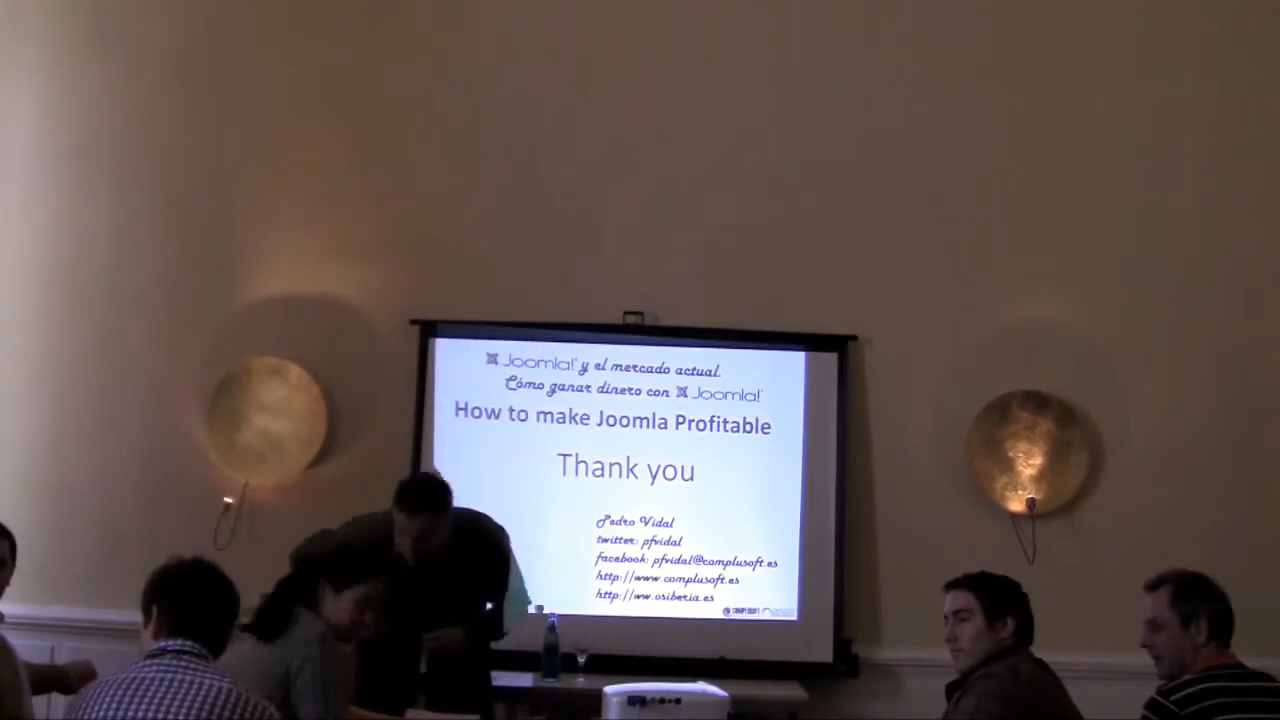 Joomla! y el mercado actual.
Cómo ganar dinero con Joomla!
How to make Joomla Profitable
Thank you
Pedro Vidal
twitter: pfvidal
facebook: pfvidal@complusoft.es
http://www.complusoft.es
http://ww.osiberia.es
COMPLUSOFT